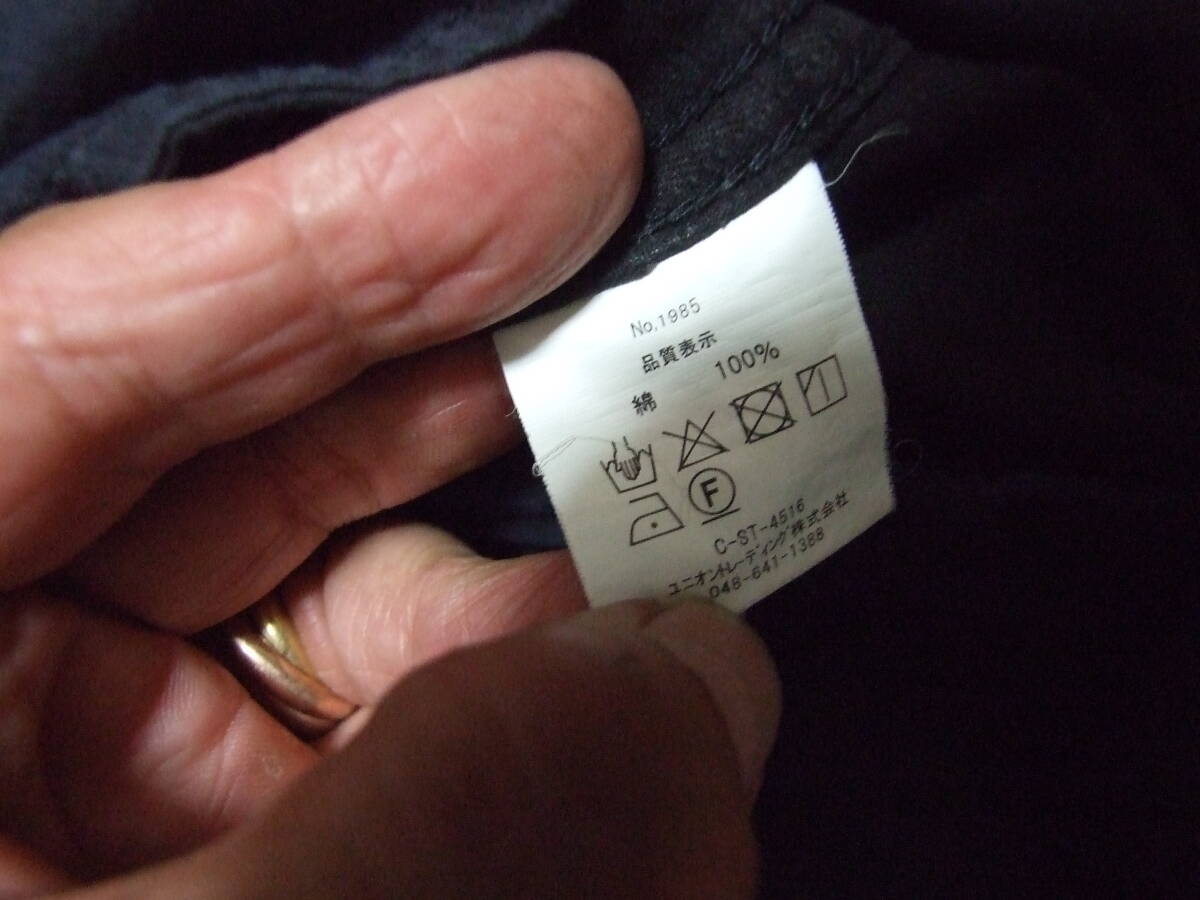 No.1985
品質表示
綿 100%
F
C-ST-4516
ユニオントレーディング株式会社
048-641-1388